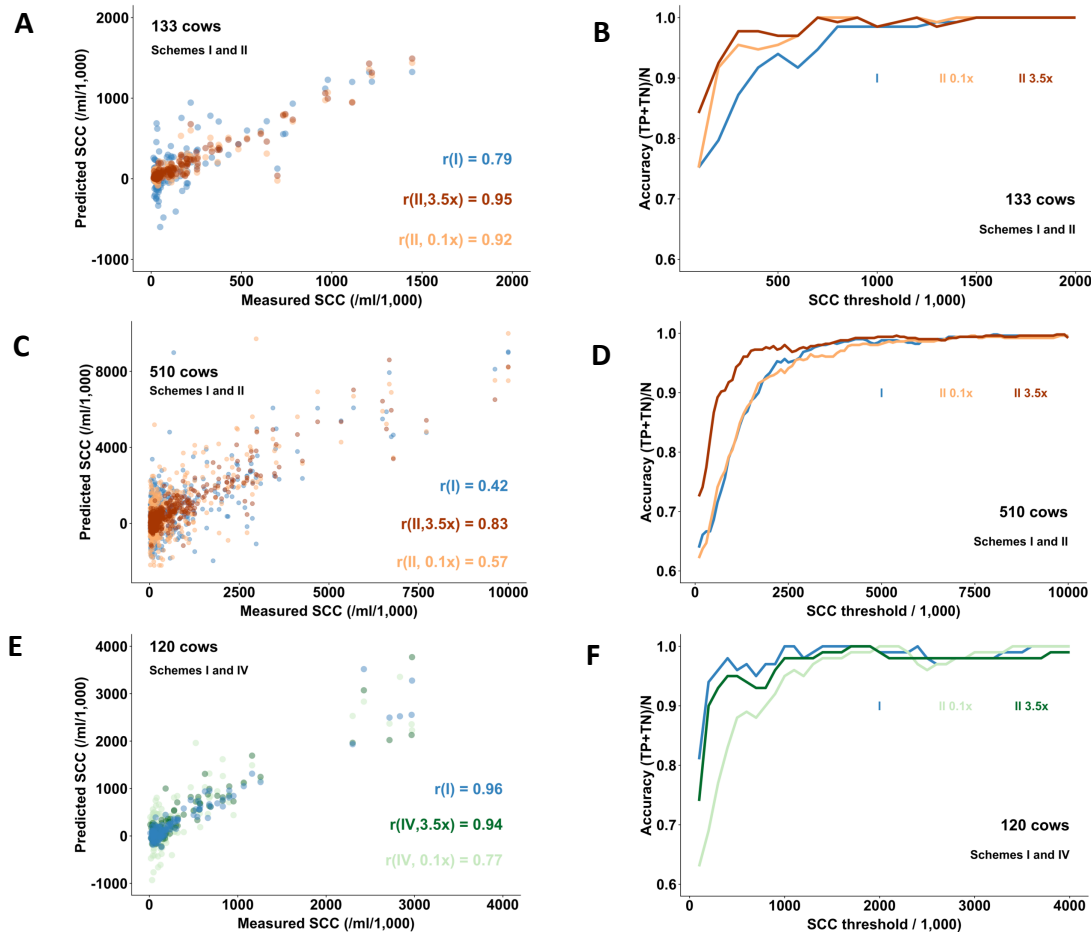 A
133 cows
Schemes I and II
Predicted SCC (/ml/1,000)
2000
1000
0
-1000
r(I) = 0.79
r(II,3.5x) = 0.95
r(II, 0.1x) = 0.92
0 500 1000 1500 2000
Measured SCC (/ml/1,000)
B
Accuracy (TP+TN)/N
1.0
0.9
0.8
0.7
0.6
I II 0.1x II 3.5x
133 cows
Schemes I and II
500 1000 1500 2000
SCC threshold / 1,000)
C
510 cows
Schemes I and II
Predicted SCC (/ml/1,000)
8000
4000
0
r(I) = 0.42
r(II,3.5x) = 0.83
r(II, 0.1x) = 0.57
0 2500 5000 7500 10000
Measured SCC (/ml/1,000)
D
Accuracy (TP+TN)/N
1.0
0.9
0.8
0.7
0.6
I II 0.1x II 3.5x
510 cows
Schemes I and II
2500 5000 7500 10000
SCC threshold / 1,000)
E
120 cows
Schemes I and IV
Predicted SCC (/ml/1,000)
4000
3000
2000
1000
0
-1000
r(I) = 0.96
r(IV,3.5x) = 0.94
r(IV, 0.1x) = 0.77
0 1000 2000 3000 4000
Measured SCC (/ml/1,000)
F
Accuracy (TP+TN)/N
1.0
0.9
0.8
0.7
0.6
I II 0.1x II 3.5x
120 cows
Schemes I and IV
0 1000 2000 3000 4000
SCC threshold / 1,000)